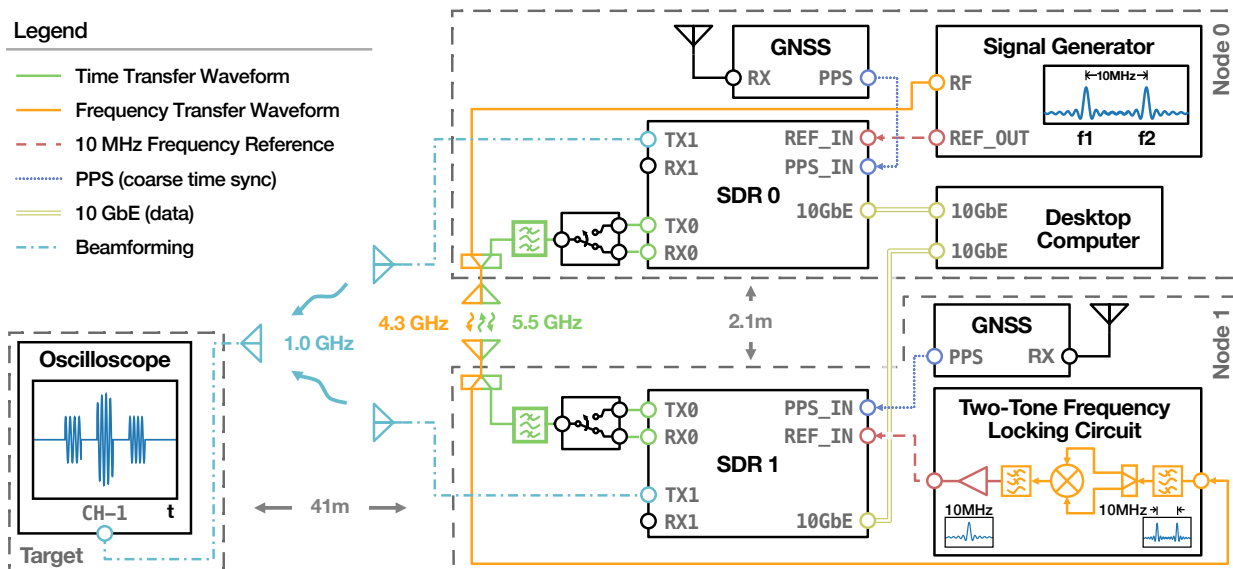 Legend
Time Transfer Waveform
Frequency Transfer Waveform
10 MHz Frequency Reference
PPS (coarse time sync)
10 GbE (data)
Beamforming
Node 0
GNSS
RX
PPS
Signal Generator
RF
10MHz
f1
f2
REF_OUT
TX1
RX1
SDR 0
TX0
RX0
REF_IN
PPS_IN
10GbE
10GbE
10GbE
Desktop
Computer
4.3 GHz
5.5 GHz
2.1m
1.0 GHz
Oscilloscope
CH-1
t
Target
41m
Node 1
GNSS
PPS
RX
TX0
RX0
SDR 1
TX1
RX1
PPS_IN
REF_IN
10GbE
Two-Tone Frequency
Locking Circuit
10MHz
10MHz